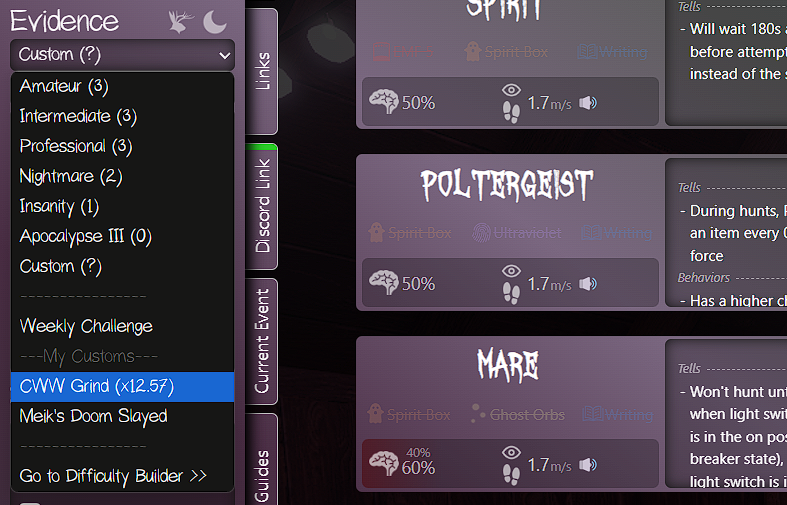 Evidence
Custom (?)
Amateur (3)
Intermediate (3)
Professional (3)
Nightmare (2)
Insanity (1)
Apocalypse III (0)
Custom (?)
Weekly Challenge
---My Customs---
CWW Grind (x12.57)
Meik's Doom Slayed
Go to Difficulty Builder >>
Links
Discord Link
Current Event
Guides
SPIRIT
Spirit Box
Writing
50%
1.7m/s
Tells
- Will wait 180s
before attempt
instead of the s
POLTERGEIST
Spirit Box
Ultraviolet
Writing
50%
1.7m/s
Tells
- During hunts,
an item every
force
Behaviors
- Has a higher
MARE
Spirit Box
Ghost Orbs
Writing
40%
60%
1.7m/s
Tells
- Won't hunt
when light swit
is in the on pos
breaker state),
light switch is i